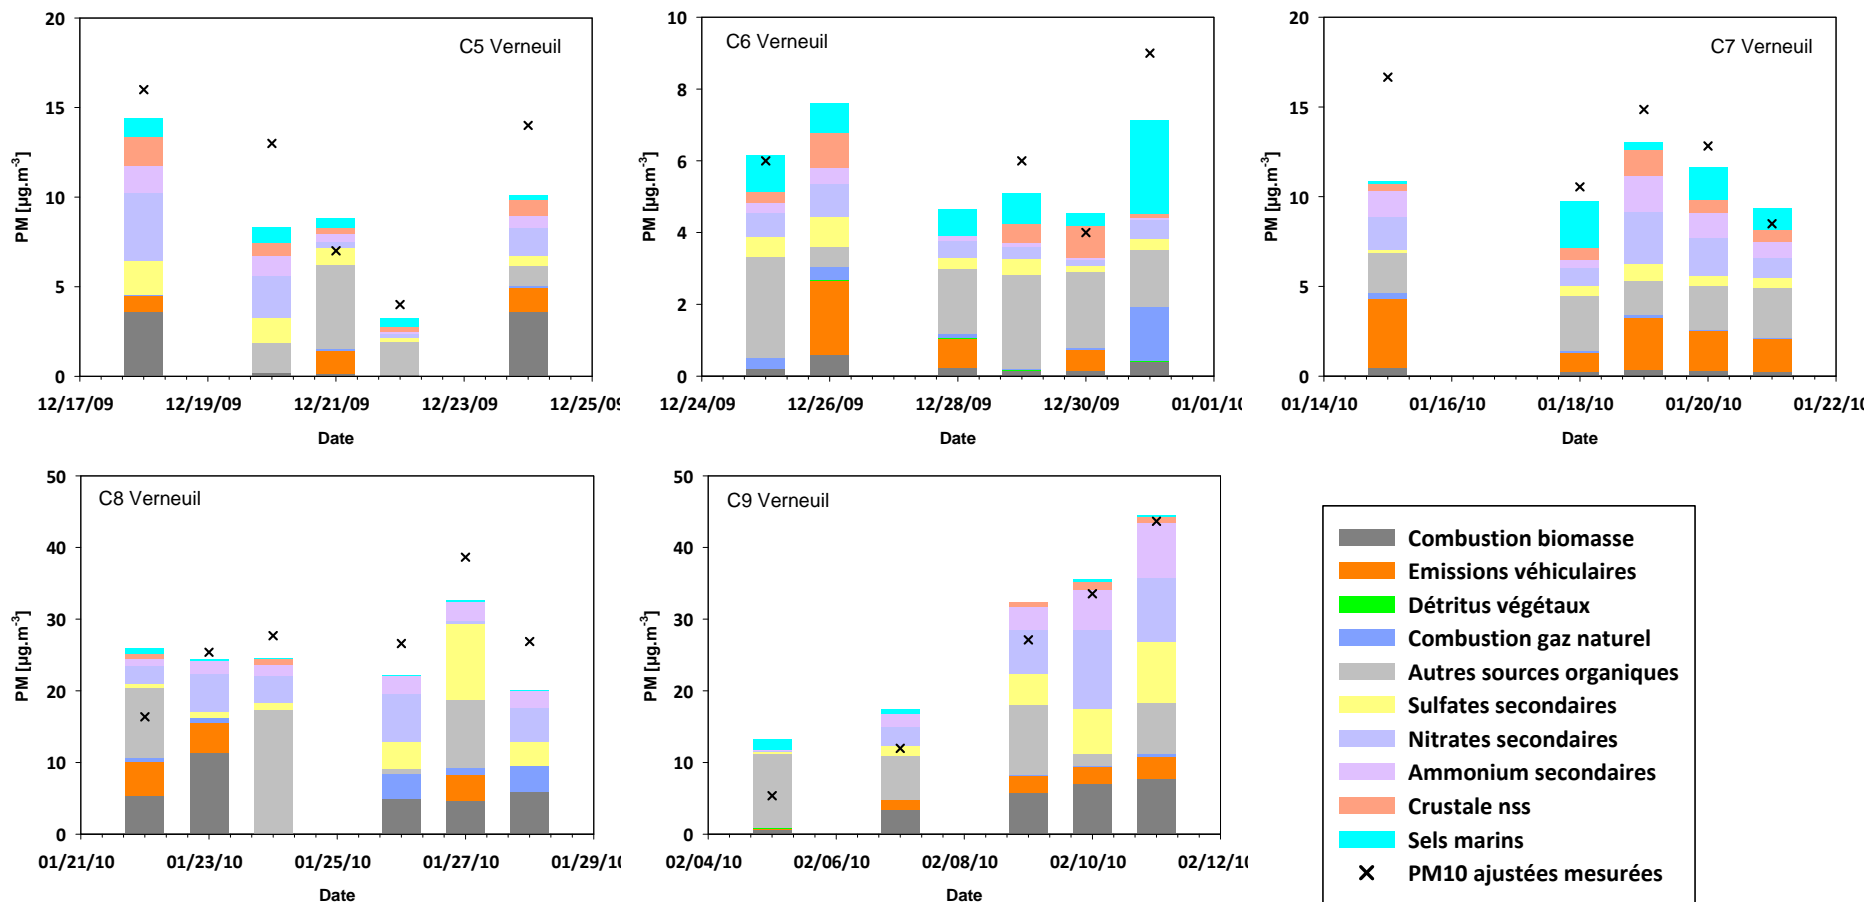 C5 Verneuil
PM [µg.m-3]
20
15
10
5
0
12/17/09 12/19/09 12/21/09 12/23/09 12/25/09
Date
C6 Verneuil
PM [µg.m-3]
10
8
6
4
2
0
12/24/09 12/26/09 12/28/09 12/30/09 01/01/10
Date
C7 Verneuil
PM [µg.m-3]
20
15
10
5
0
01/14/10 01/16/10 01/18/10 01/20/10 01/22/10
Date
C8 Verneuil
PM [µg.m-3]
50
40
30
20
10
0
01/21/10 01/23/10 01/25/10 01/27/10 01/29/10
Date
C9 Verneuil
PM [µg.m-3]
50
40
30
20
10
0
02/04/10 02/06/10 02/08/10 02/10/10 02/12/10
Date
Combustion biomasse
Emissions véhiculaires
Détritus végétaux
Combustion gaz naturel
Autres sources organiques
Sulfates secondaires
Nitrates secondaires
Ammonium secondaires
Crustale nss
Sels marins
PM10 ajustées mesurées